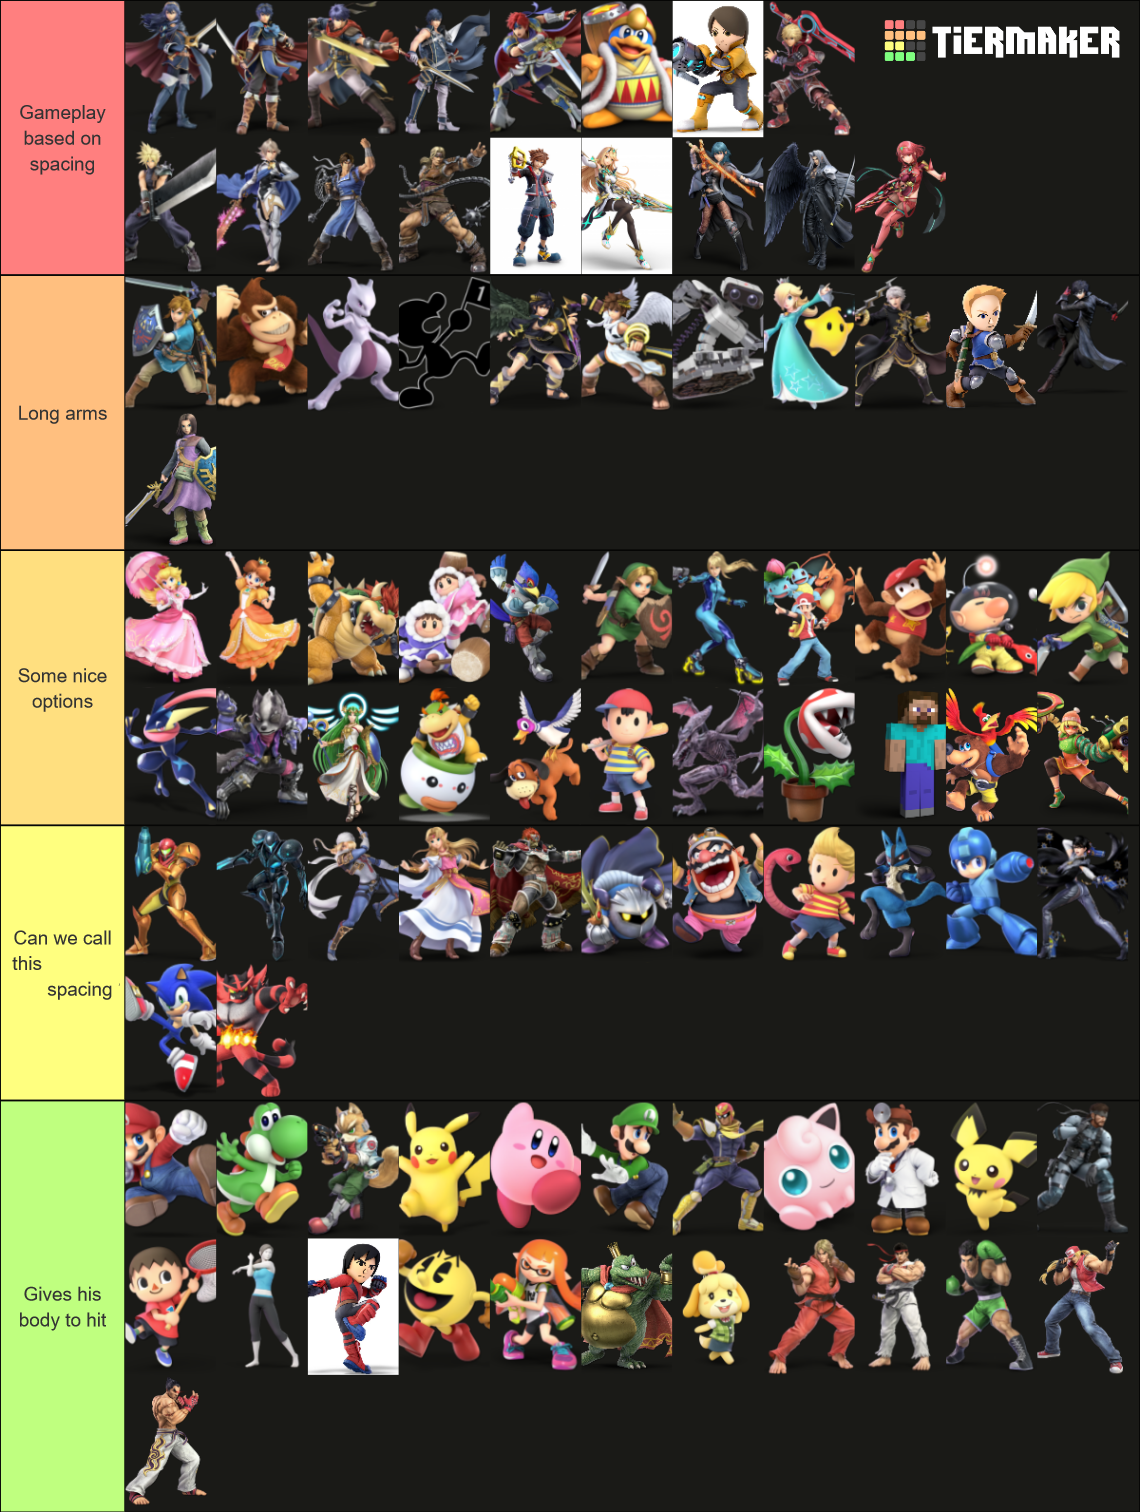 TIERMAKER
Gameplay
based on
spacing
1
Long arms
Some nice
options
Can we call
this
spacing
Gives his
body to hit